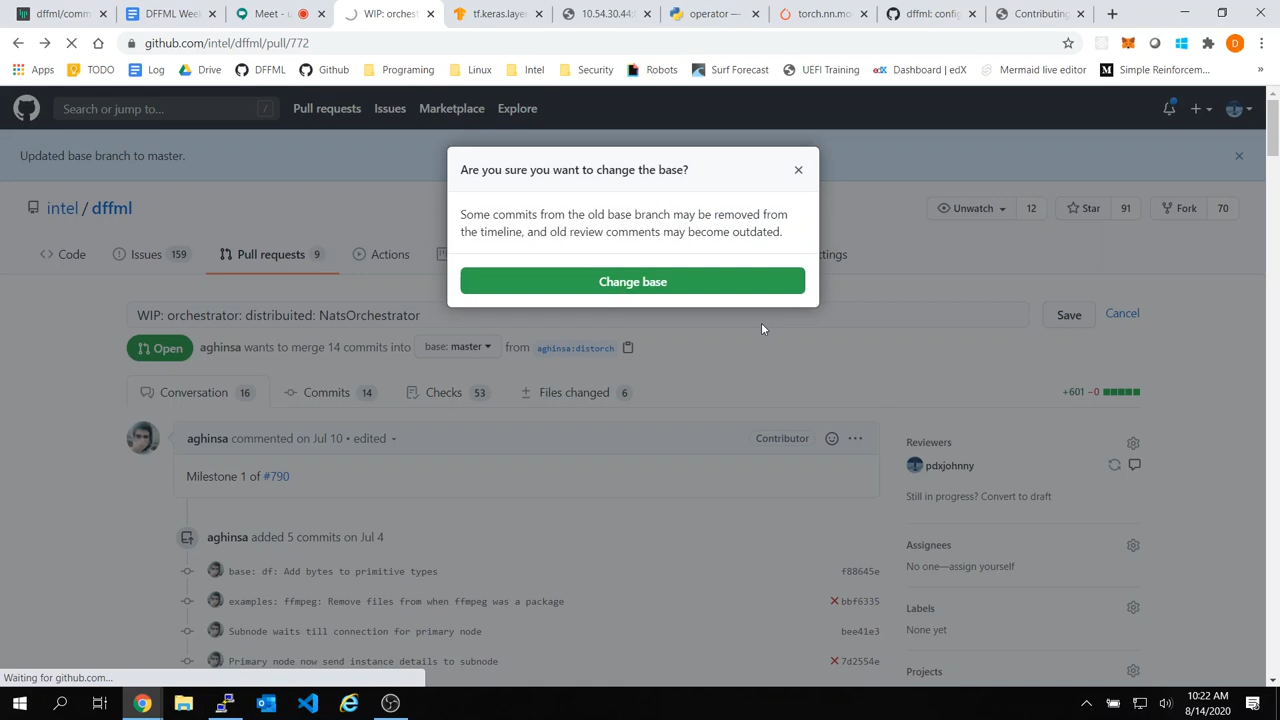 dffml/comm
DFFML Wee
Meet - u
WIP: orches
tf.keras.layer
10.54.30.44:
operator —
torch.nn.mo
dffml: config
Contributing
github.com/intel/dffml/pull/772
Apps
TODO
Log
Drive
DFFML
Github
Programing
Linux
Intel
Security
Robots
Surf Forecast
UEFI Training
Dashboard | edX
Mermaid live editor
Simple Reinforcem...
»
Search or jump to...
/
Pull requests
Issues
Marketplace
Explore
Updated base branch to master.
Are you sure you want to change the base?
Some commits from the old base branch may be removed from
the timeline, and old review comments may become outdated.
Change base
intel / dffml
Unwatch 12
Star 91
Fork 70
Code
Issues 159
Pull requests 9
Actions
ttings
WIP: orchestrator: distribuited: NatsOrchestrator
Save
Cancel
Open
aghinsa wants to merge 14 commits into base: master from aghinsa:distorch
Conversation 16
Commits 14
Checks 53
Files changed 6
+601 −0
aghinsa commented on Jul 10 • edited
Contributor
Milestone 1 of #790
Reviewers
pdxjohnny
Still in progress? Convert to draft
aghinsa added 5 commits on Jul 4
Assignees
No one—assign yourself
base: df: Add bytes to primitive types f88645e
examples: ffmpeg: Remove files from when ffmpeg was a package bbf6335
Labels
None yet
Subnode waits till connection for primary node bee41e3
Primary node now send instance details to subnode 7d2554e
Projects
Waiting for github.com...
10:22 AM
8/14/2020